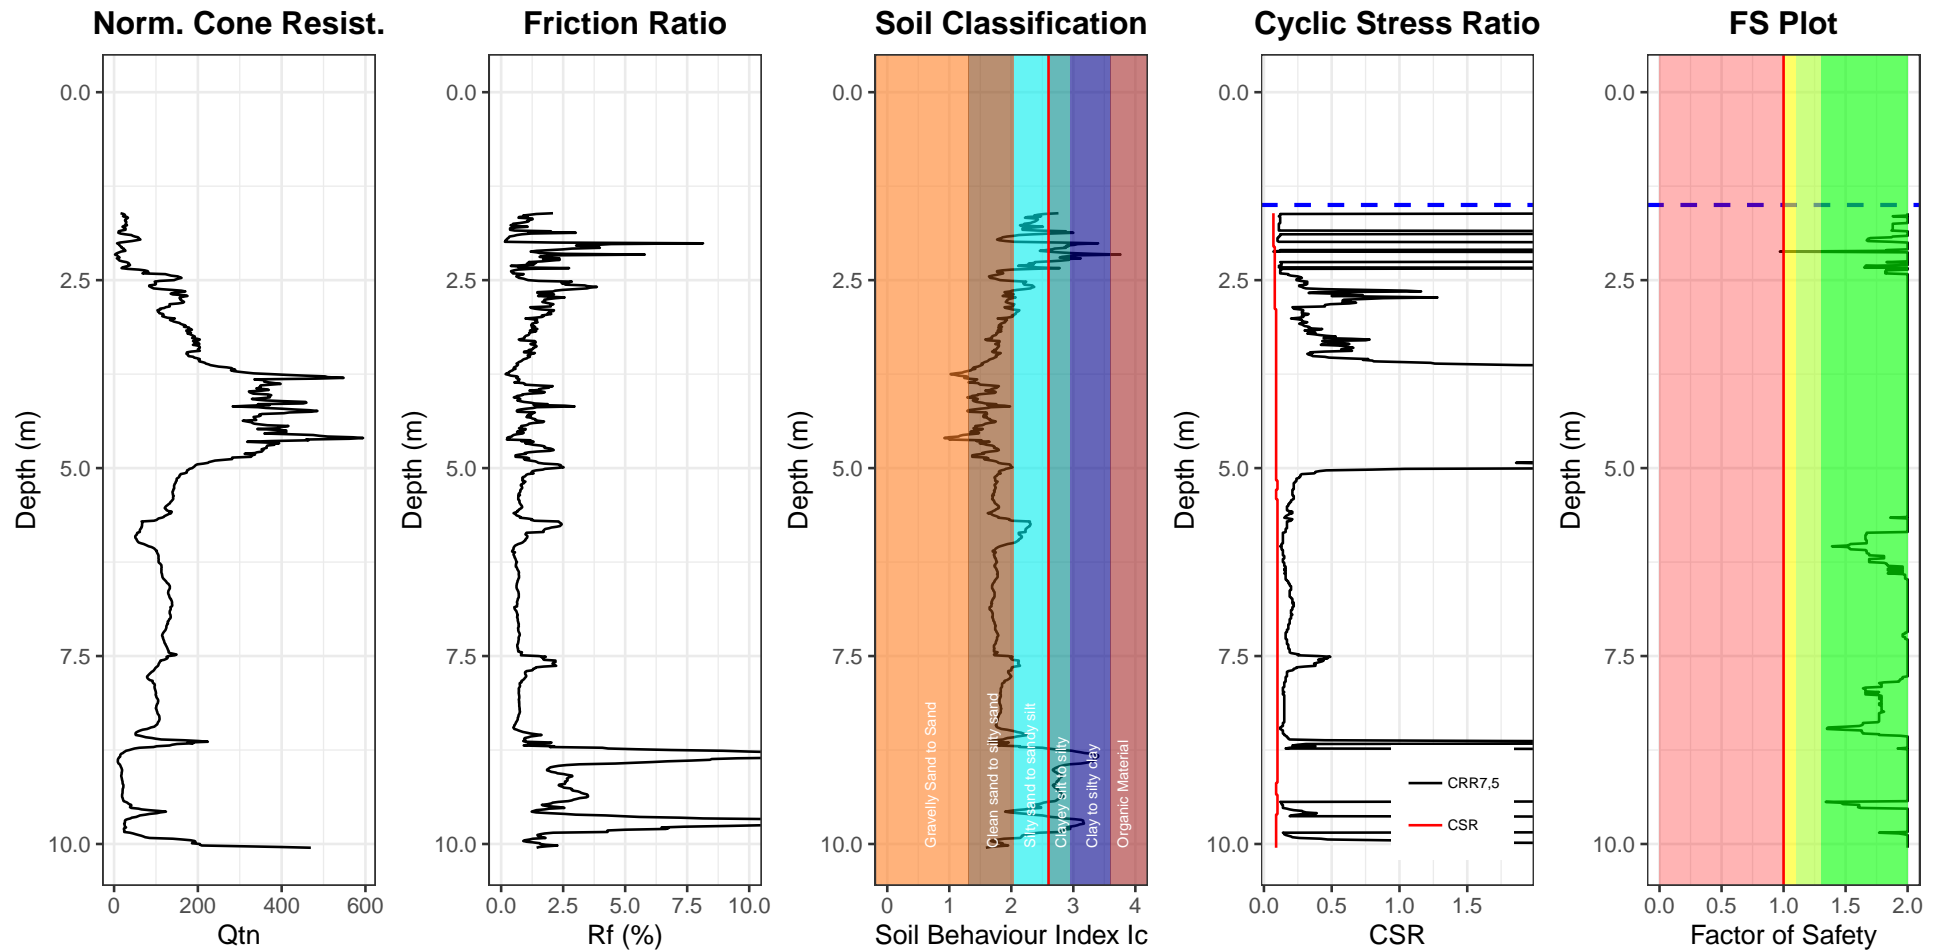 Norm. Cone Resist.
Friction Ratio
Soil Classification
Cyclic Stress Ratio
FS Plot
Depth (m)
0.0
2.5
5.0
7.5
10.0
0
200
400
600
Qtn
Depth (m)
0.0
2.5
5.0
7.5
10.0
0.0
2.5
5.0
7.5
10.0
Rf (%)
Depth (m)
0.0
2.5
5.0
7.5
10.0
Gravelly Sand to Sand
Clean sand to silty sand
Silty sand to sandy silt
Clayey silt to silty
Clay to silty clay
Organic Material
0
1
2
3
4
Soil Behaviour Index Ic
Depth (m)
0.0
2.5
5.0
7.5
10.0
CRR7,5
CSR
0.0
0.5
1.0
1.5
CSR
Depth (m)
0.0
2.5
5.0
7.5
10.0
0.0
0.5
1.0
1.5
2.0
Factor of Safety